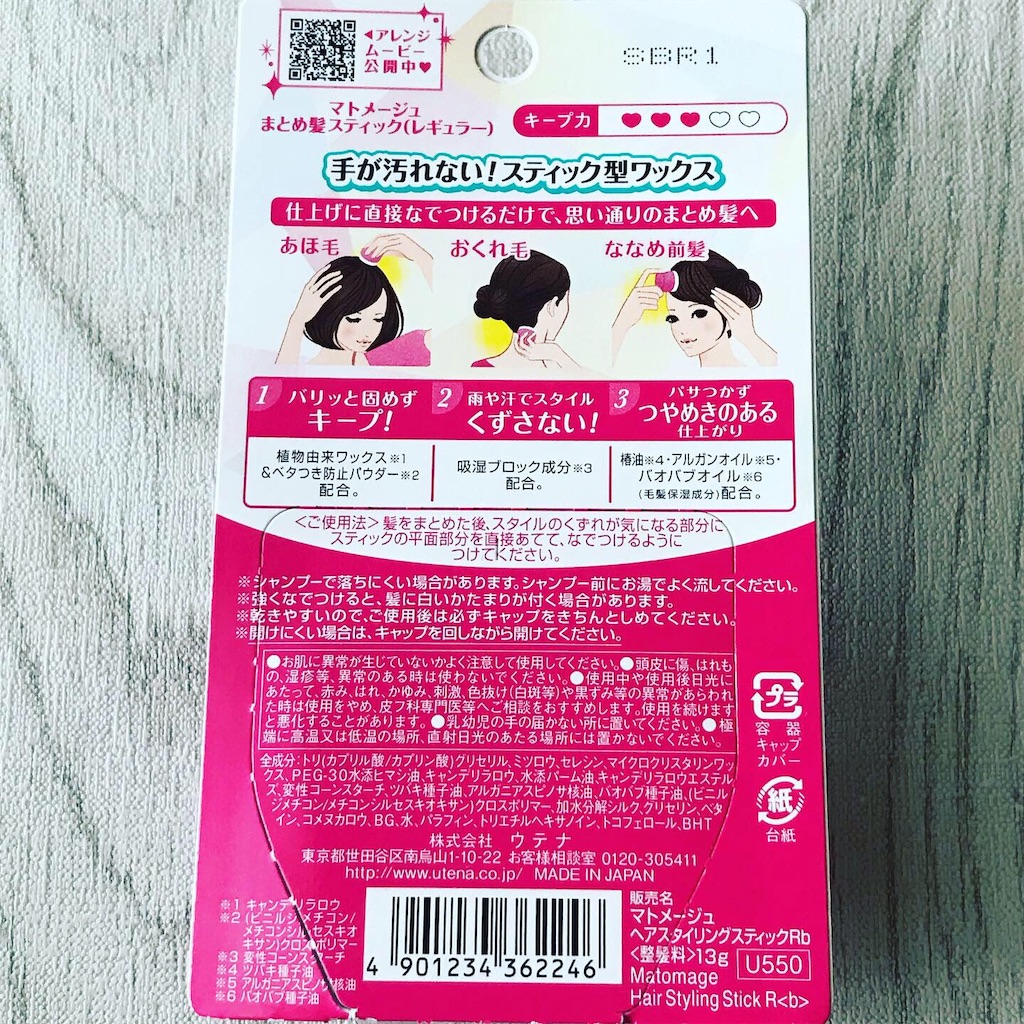 ◀アレンジ
ムービー
公開中♥
SBR1
マトメージュ
まとめ髪スティック(レギュラー)
キープ力 ♥♥♥♡♡
手が汚れない!スティック型ワックス
仕上げに直接なでつけるだけで、思い通りのまとめ髪へ
あほ毛
おくれ毛
ななめ前髪
1 バリッと固めず
キープ!
植物由来ワックス※1
&ベタつき防止パウダー※2
配合。
2 雨や汗でスタイル
くずさない!
吸湿ブロック成分※3
配合。
3 パサつかず
つやめきのある
仕上がり
椿油※4・アルガンオイル※5・
バオバブオイル※6
(毛髪保湿成分)配合。
<ご使用法>髪をまとめた後、スタイルのくずれが気になる部分に
スティックの平面部分を直接あてて、なでつけるように
つけてください。
※シャンプーで落ちにくい場合があります。シャンプー前にお湯でよく流してください。
※強くなでつけると、髪に白いかたまりが付く場合があります。
※乾きやすいので、ご使用後は必ずキャップをきちんとしめてください。
※開けにくい場合は、キャップを回しながら開けてください。
●お肌に異常が生じていないかよく注意して使用してください。●頭皮に傷、はれも
の、湿疹等、異常のある時は使わないでください。●使用中や使用後日光に
あたって、赤み、はれ、かゆみ、刺激、色抜け(白斑等)や黒ずみ等の異常があらわれ
た時は使用をやめ、皮フ科専門医等へご相談をおすすめします。使用を続けます
と悪化することがあります。●乳幼児の手の届かない所に置いてください。●極
端に高温又は低温の場所、直射日光のあたる場所には置かないでください。
プラ
容器
キャップ
カバー
紙
台紙
全成分:トリ(カプリル酸/カプリン酸)グリセリル、ミツロウ、セレシン、マイクロクリスタリンワッ
クス、PEG-30水添ヒマシ油、キャンデリラロウ、水添パーム油、キャンデリラロウエステル
ズ、変性コーンスターチ、ツバキ種子油、アルガニアスピノサ核油、バオバブ種子油、(ビニル
ジメチコン/メチコンシルセスキオキサン)クロスポリマー、加水分解シルク、グリセリン、ベタ
イン、コメヌカロウ、BG、水、パラフィン、トリエチルヘキサノイン、トコフェロール、BHT
株式会社 ウテナ
東京都世田谷区南烏山1-10-22 お客様相談室 0120-305411
http://www.utena.co.jp/ MADE IN JAPAN
※1 キャンデリラロウ
※2 (ビニルジメチコン/
メチコンシルセスキオ
キサン)クロスポリマー
※3 変性コーンスターチ
※4 ツバキ種子油
※5 アルガニアスピノサ核油
※6 バオバブ種子油
4 901234 362246
販売名
マトメージュ
ヘアスタイリングスティックRb
<整髪料>13g U550
Matomage
Hair Styling Stick R<b>